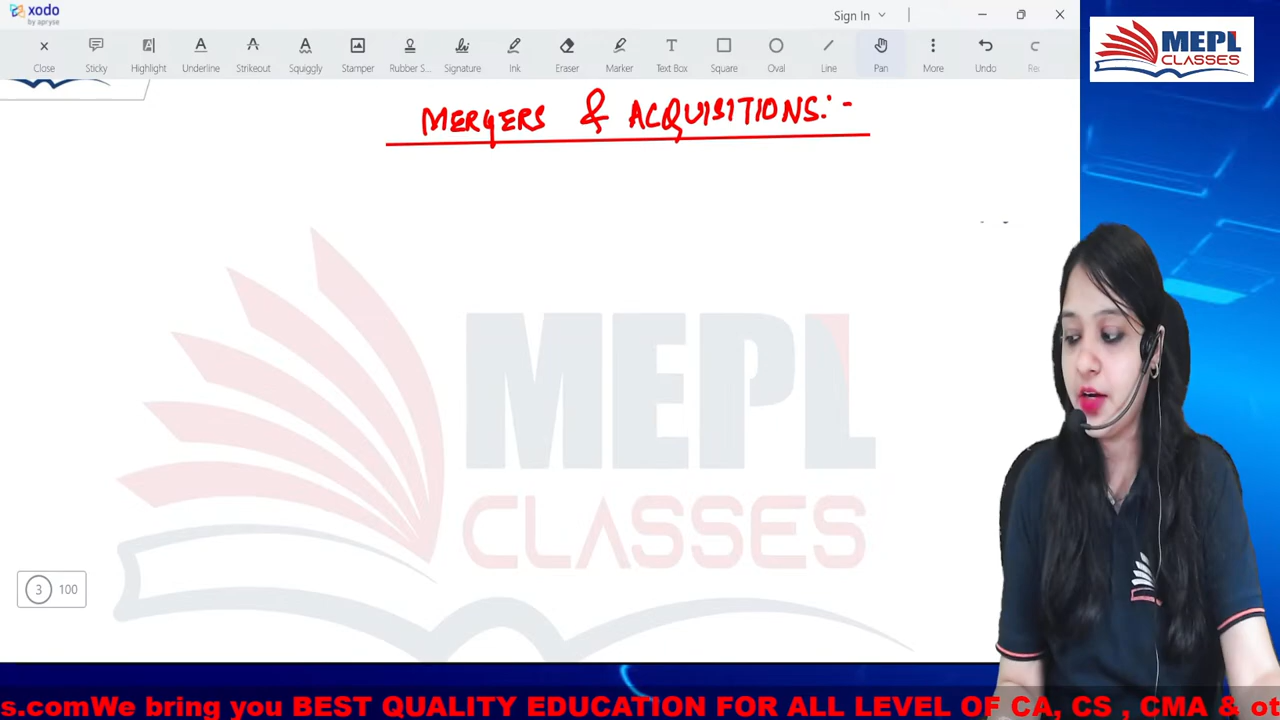 xodo
by apryse
Sign In
Close
Sticky
Highlight
Underline
Strikeout
Squiggly
Stamper
Signature
Eraser
Marker
Text Box
Square
Oval
Line
Pan
More
Undo
MEPL
CLASSES
MERGERS & ACQUISITIONS:-
MEPL
CLASSES
3 100
s.comWe bring you BEST QUALITY EDUCATION FOR ALL LEVEL OF CA, CS , CMA & ot